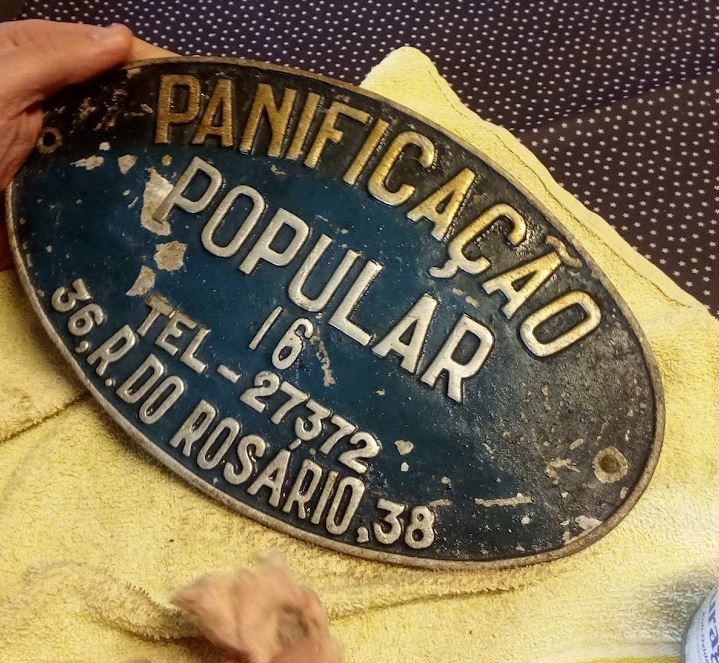 PANIFICAÇÃO
POPULAR
16
TEL-27372
36,R.DO ROSÁRIO,38